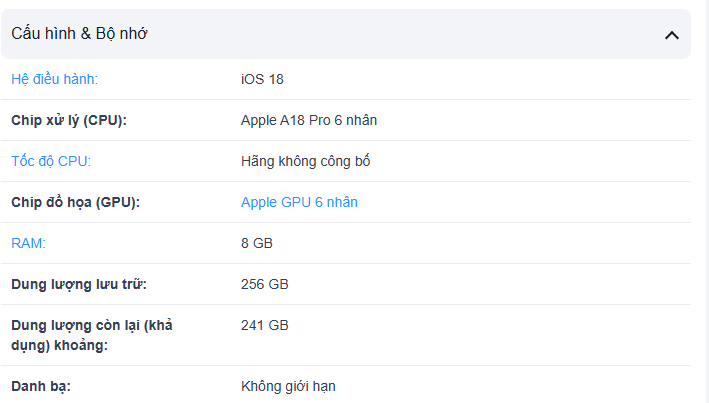 Cấu hình & Bộ nhớ
Hệ điều hành: iOS 18
Chip xử lý (CPU): Apple A18 Pro 6 nhân
Tốc độ CPU: Hãng không công bố
Chip đồ họa (GPU): Apple GPU 6 nhân
RAM: 8 GB
Dung lượng lưu trữ: 256 GB
Dung lượng còn lại (khả 241 GB
dụng) khoảng:
Danh bạ: Không giới hạn